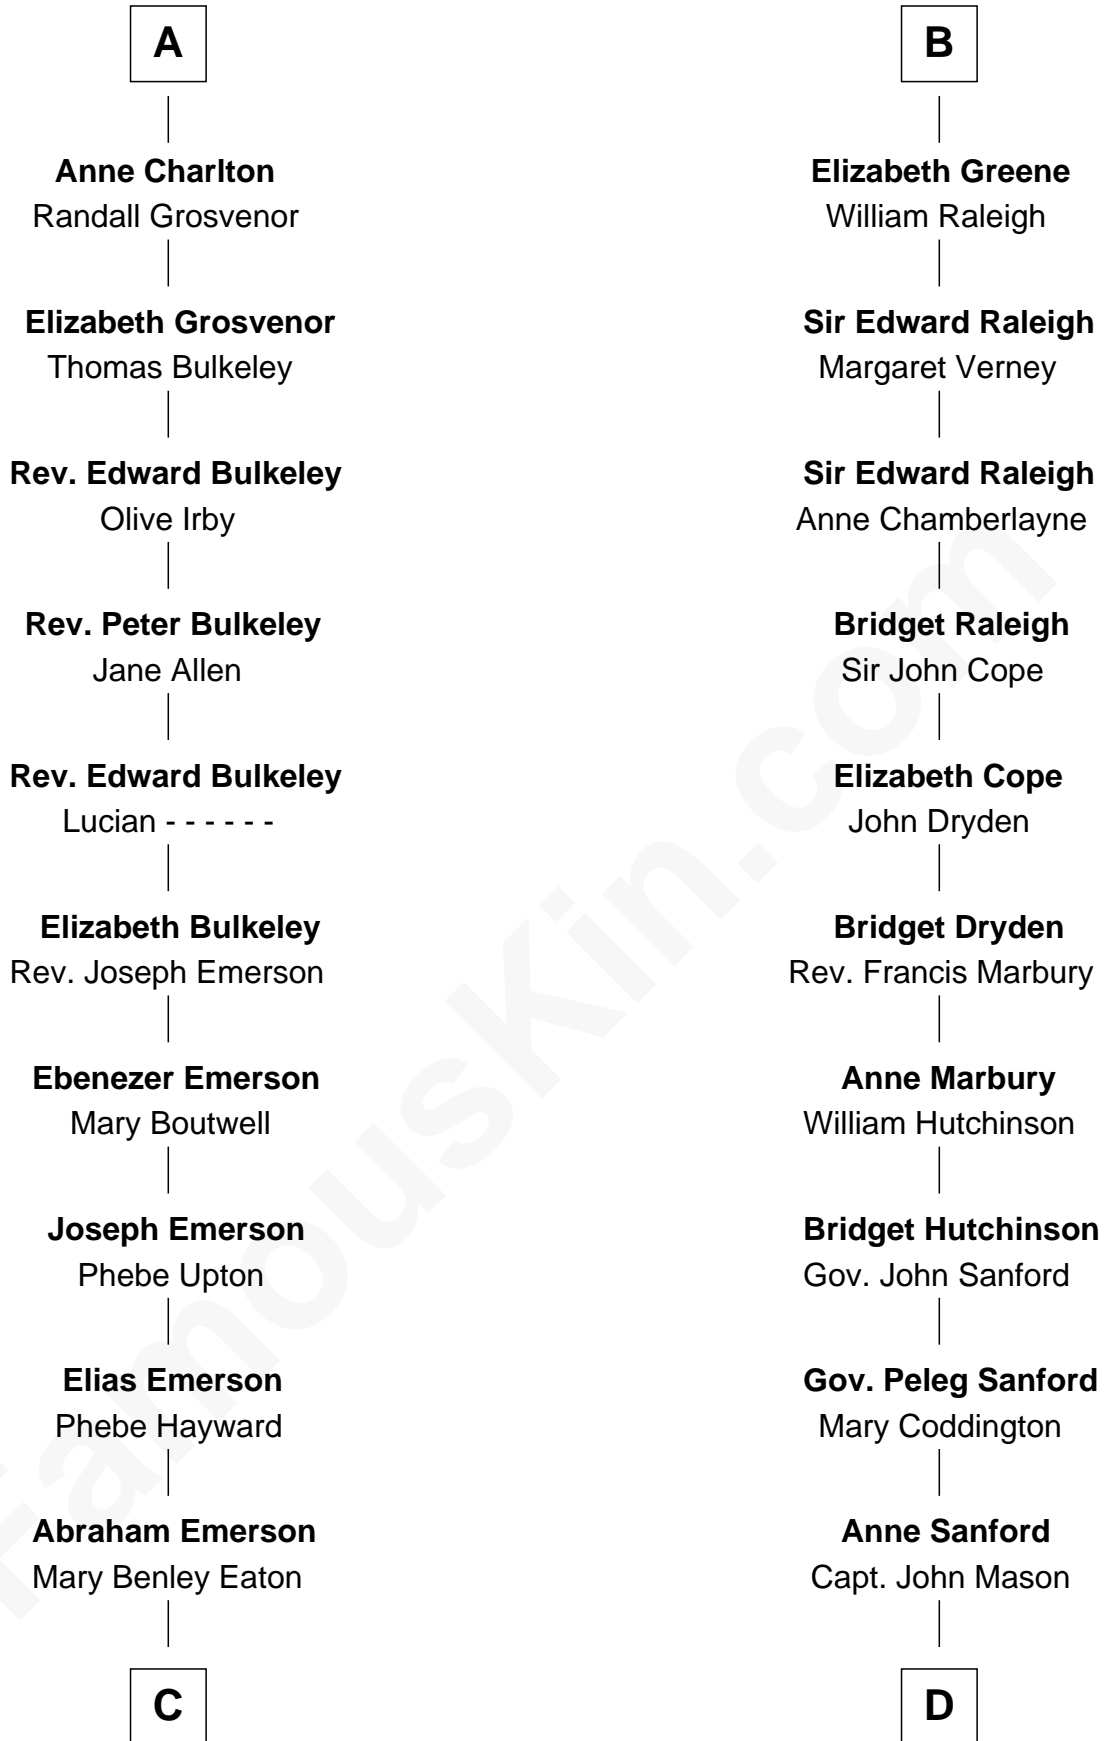 A
Anne Charlton
Randall Grosvenor
Elizabeth Grosvenor
Thomas Bulkeley
Rev. Edward Bulkeley
Olive Irby
Rev. Peter Bulkeley
Jane Allen
Rev. Edward Bulkeley
Lucian - - - - - -
Elizabeth Bulkeley
Rev. Joseph Emerson
Ebenezer Emerson
Mary Boutwell
Joseph Emerson
Phebe Upton
Elias Emerson
Phebe Hayward
Abraham Emerson
Mary Benley Eaton
C
B
Elizabeth Greene
William Raleigh
Sir Edward Raleigh
Margaret Verney
Sir Edward Raleigh
Anne Chamberlayne
Bridget Raleigh
Sir John Cope
Elizabeth Cope
John Dryden
Bridget Dryden
Rev. Francis Marbury
Anne Marbury
William Hutchinson
Bridget Hutchinson
Gov. John Sanford
Gov. Peleg Sanford
Mary Coddington
Anne Sanford
Capt. John Mason
D
FamousKin.com